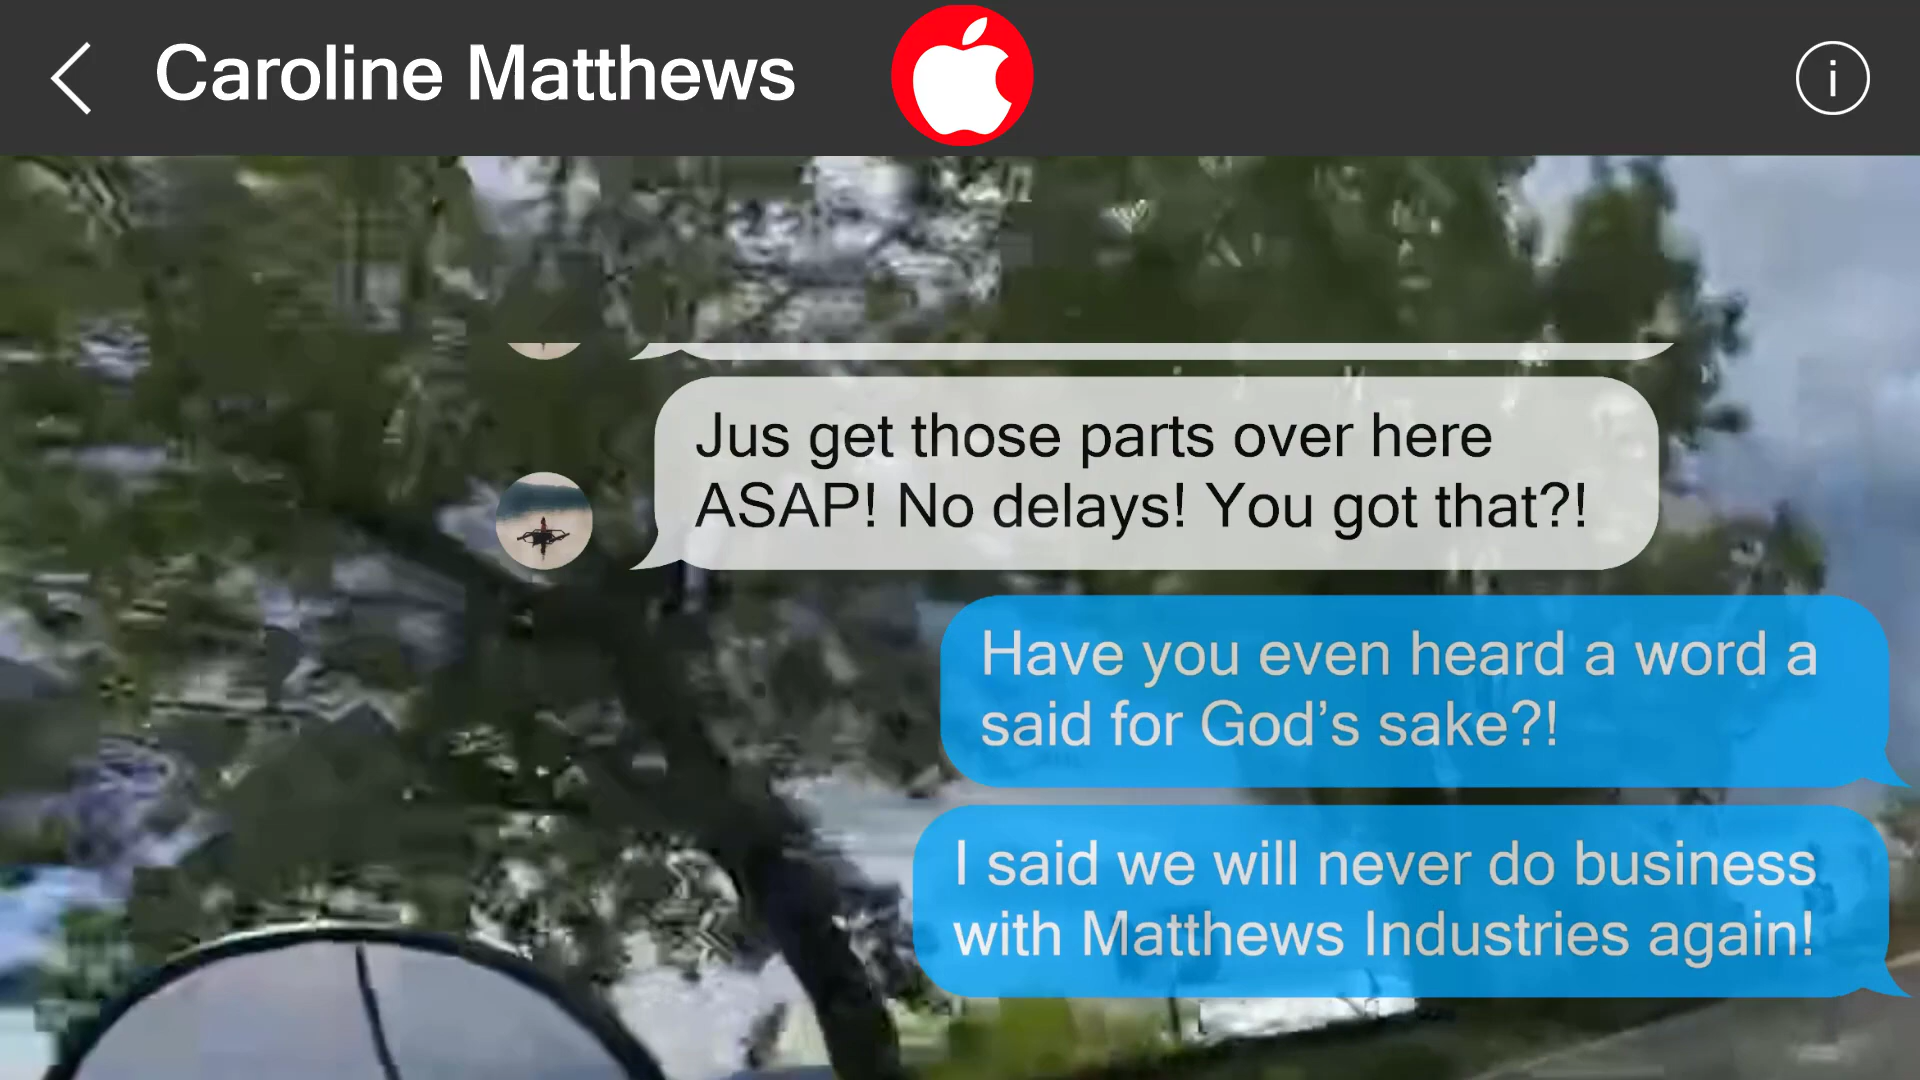 Caroline Matthews
Jus get those parts over here
ASAP! No delays! You got that?!
Have you even heard a word a
said for God’s sake?!
I said we will never do business
with Matthews Industries again!